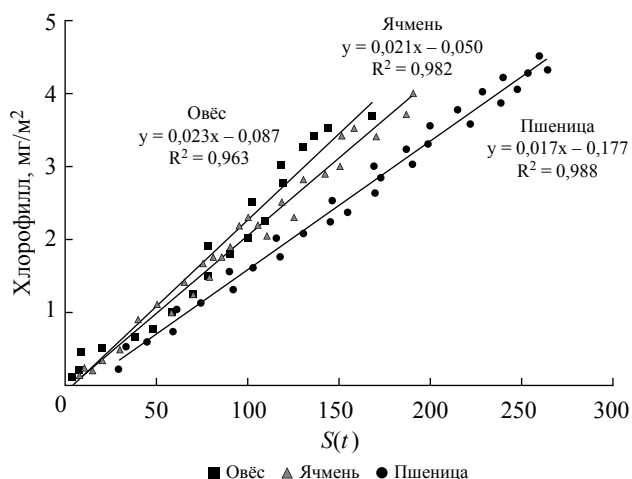 Ячмень
y = 0,021x – 0,050
R² = 0,982
Овёс
y = 0,023x – 0,087
R² = 0,963
Пшеница
y = 0,017x – 0,177
R² = 0,988
Хлорофилл, мг/м²
5
4
3
2
1
0 50 100 150 200 250 300
S(t)
Овёс Ячмень Пшеница